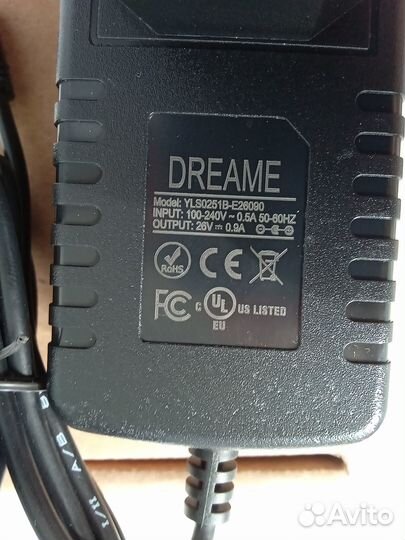 DREAME
Model: YLS0251B-E26090
INPUT: 100-240V ~ 0.5A 50-60HZ
OUTPUT: 26V ⎓ 0.9A
RoHS CE
FC C UL US LISTED
EU
A/B
Avito